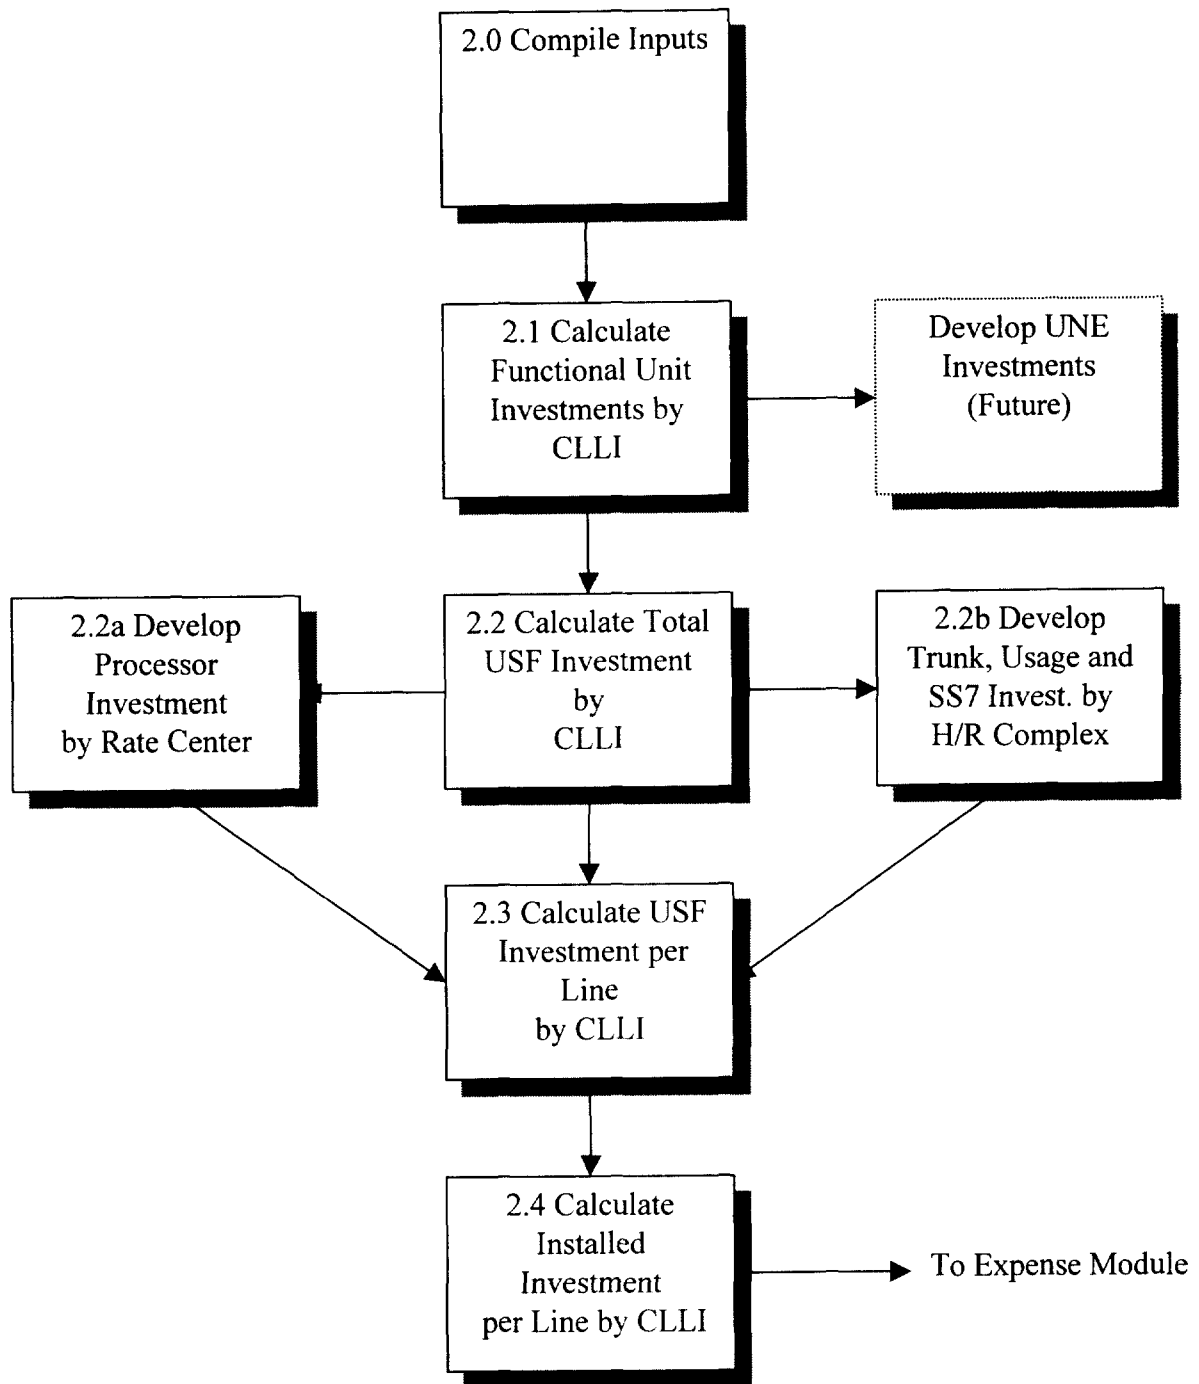 2.0 Compile Inputs
2.1 Calculate
Functional Unit
Investments by
CLLI
Develop UNE
Investments
(Future)
2.2a Develop
Processor
Investment
by Rate Center
2.2 Calculate Total
USF Investment
by
CLLI
2.2b Develop
Trunk, Usage and
SS7 Invest. by
H/R Complex
2.3 Calculate USF
Investment per
Line
by CLLI
2.4 Calculate
Installed
Investment
per Line by CLLI
To Expense Module